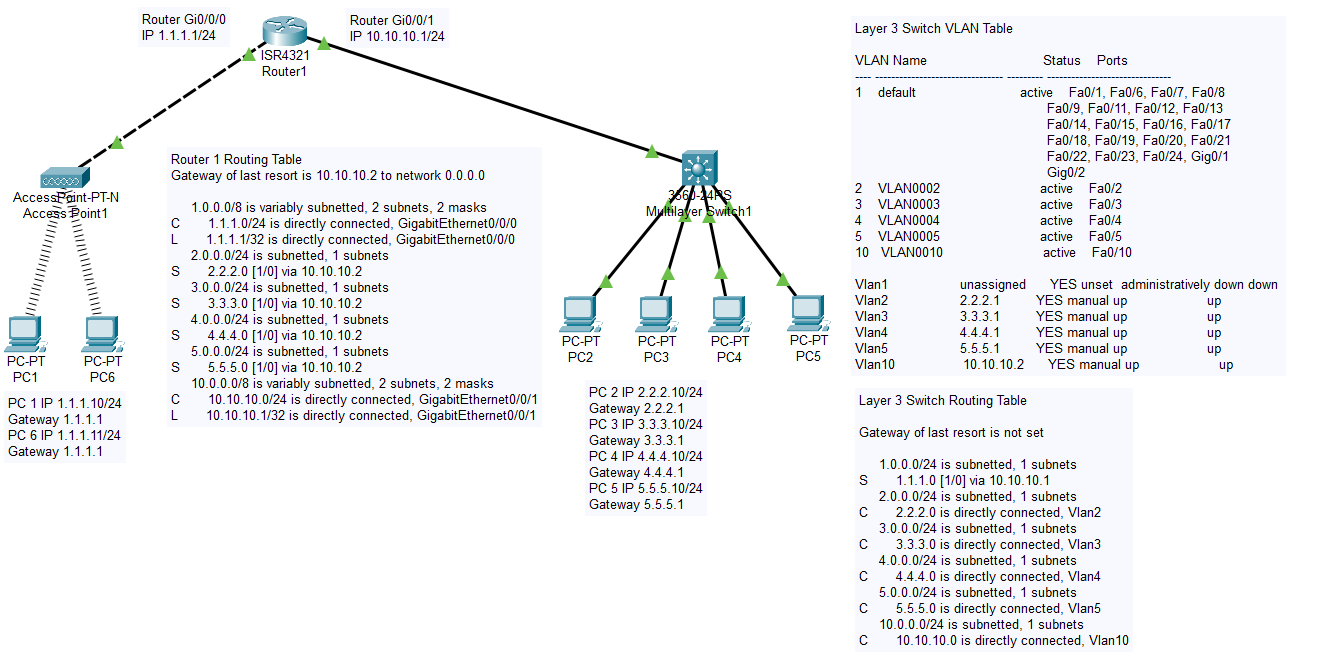 Router Gi0/0/0
IP 1.1.1.1/24
Router Gi0/0/1
IP 10.10.10.1/24
ISR4321
Router1
AccessPoint-PT-N
Access Point1
PC-PT
PC1
PC-PT
PC6
PC 1 IP 1.1.1.10/24
Gateway 1.1.1.1
PC 6 IP 1.1.1.11/24
Gateway 1.1.1.1
Router 1 Routing Table
Gateway of last resort is 10.10.10.2 to network 0.0.0.0
1.0.0.0/8 is variably subnetted, 2 subnets, 2 masks
C 1.1.1.0/24 is directly connected, GigabitEthernet0/0/0
L 1.1.1.1/32 is directly connected, GigabitEthernet0/0/0
2.0.0.0/24 is subnetted, 1 subnets
S 2.2.2.0 [1/0] via 10.10.10.2
3.0.0.0/24 is subnetted, 1 subnets
S 3.3.3.0 [1/0] via 10.10.10.2
4.0.0.0/24 is subnetted, 1 subnets
S 4.4.4.0 [1/0] via 10.10.10.2
5.0.0.0/24 is subnetted, 1 subnets
S 5.5.5.0 [1/0] via 10.10.10.2
10.0.0.0/8 is variably subnetted, 2 subnets, 2 masks
C 10.10.10.0/24 is directly connected, GigabitEthernet0/0/1
L 10.10.10.1/32 is directly connected, GigabitEthernet0/0/1
3560-24PS
Multilayer Switch1
PC-PT
PC2
PC-PT
PC3
PC-PT
PC4
PC-PT
PC5
PC 2 IP 2.2.2.10/24
Gateway 2.2.2.1
PC 3 IP 3.3.3.10/24
Gateway 3.3.3.1
PC 4 IP 4.4.4.10/24
Gateway 4.4.4.1
PC 5 IP 5.5.5.10/24
Gateway 5.5.5.1
Layer 3 Switch VLAN Table
VLAN Name Status Ports
---- -------------------------------- --------- -------------------------------
1 default active Fa0/1, Fa0/6, Fa0/7, Fa0/8
Fa0/9, Fa0/11, Fa0/12, Fa0/13
Fa0/14, Fa0/15, Fa0/16, Fa0/17
Fa0/18, Fa0/19, Fa0/20, Fa0/21
Fa0/22, Fa0/23, Fa0/24, Gig0/1
Gig0/2
2 VLAN0002 active Fa0/2
3 VLAN0003 active Fa0/3
4 VLAN0004 active Fa0/4
5 VLAN0005 active Fa0/5
10 VLAN0010 active Fa0/10
Vlan1 unassigned YES unset administratively down down
Vlan2 2.2.2.1 YES manual up up
Vlan3 3.3.3.1 YES manual up up
Vlan4 4.4.4.1 YES manual up up
Vlan5 5.5.5.1 YES manual up up
Vlan10 10.10.10.2 YES manual up up
Layer 3 Switch Routing Table
Gateway of last resort is not set
1.0.0.0/24 is subnetted, 1 subnets
S 1.1.1.0 [1/0] via 10.10.10.1
2.0.0.0/24 is subnetted, 1 subnets
C 2.2.2.0 is directly connected, Vlan2
3.0.0.0/24 is subnetted, 1 subnets
C 3.3.3.0 is directly connected, Vlan3
4.0.0.0/24 is subnetted, 1 subnets
C 4.4.4.0 is directly connected, Vlan4
5.0.0.0/24 is subnetted, 1 subnets
C 5.5.5.0 is directly connected, Vlan5
10.0.0.0/24 is subnetted, 1 subnets
C 10.10.10.0 is directly connected, Vlan10